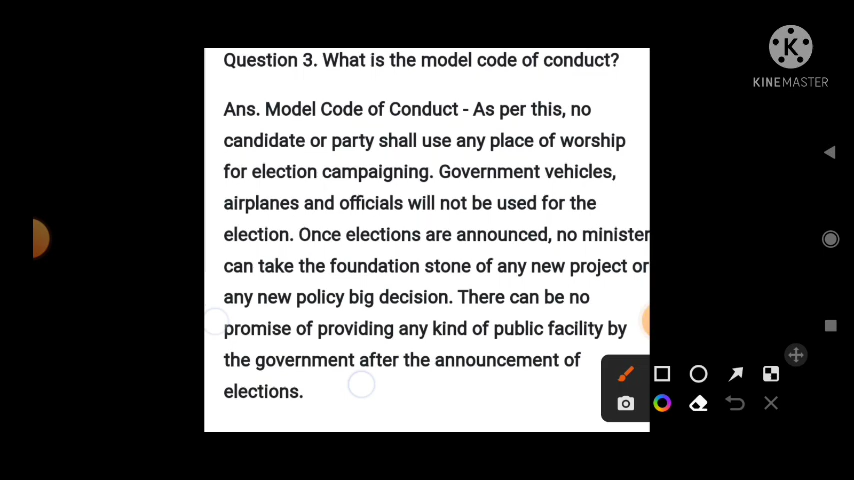 Question 3. What is the model code of conduct?
Ans. Model Code of Conduct - As per this, no
candidate or party shall use any place of worship
for election campaigning. Government vehicles,
airplanes and officials will not be used for the
election. Once elections are announced, no minister
can take the foundation stone of any new project or
any new policy big decision. There can be no
promise of providing any kind of public facility by
the government after the announcement of
elections.
K
KINEMASTER